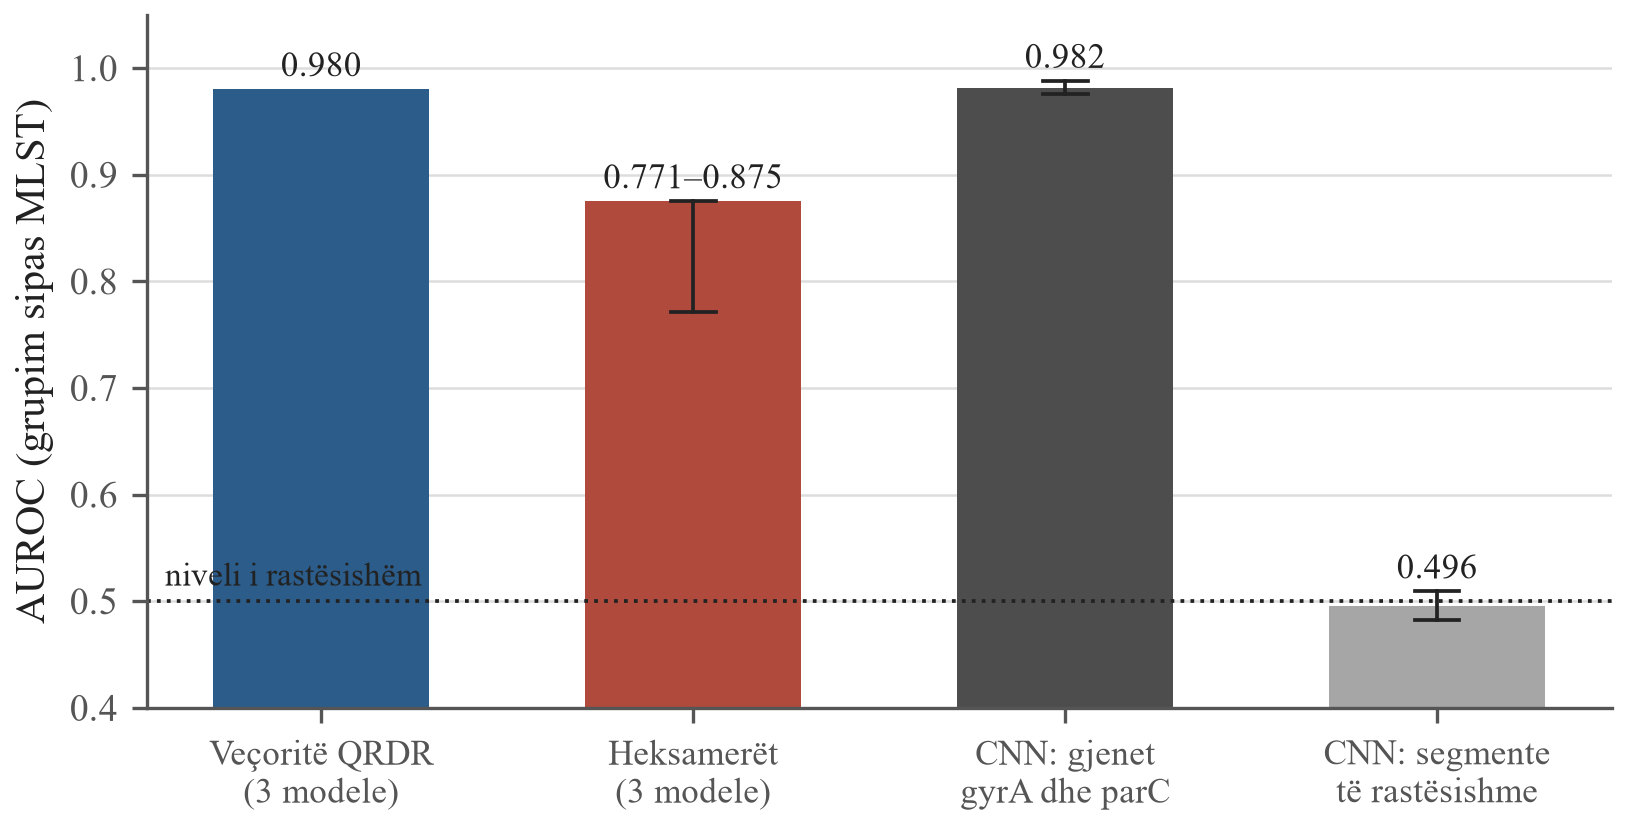 AUROC (grupim sipas MLST)
1.0
0.9
0.8
0.7
0.6
0.5
0.4
0.980
0.771–0.875
0.982
0.496
niveli i rastësishëm
Veçoritë QRDR
(3 modele)
Heksamerët
(3 modele)
CNN: gjenet
gyrA dhe parC
CNN: segmente
të rastësishme